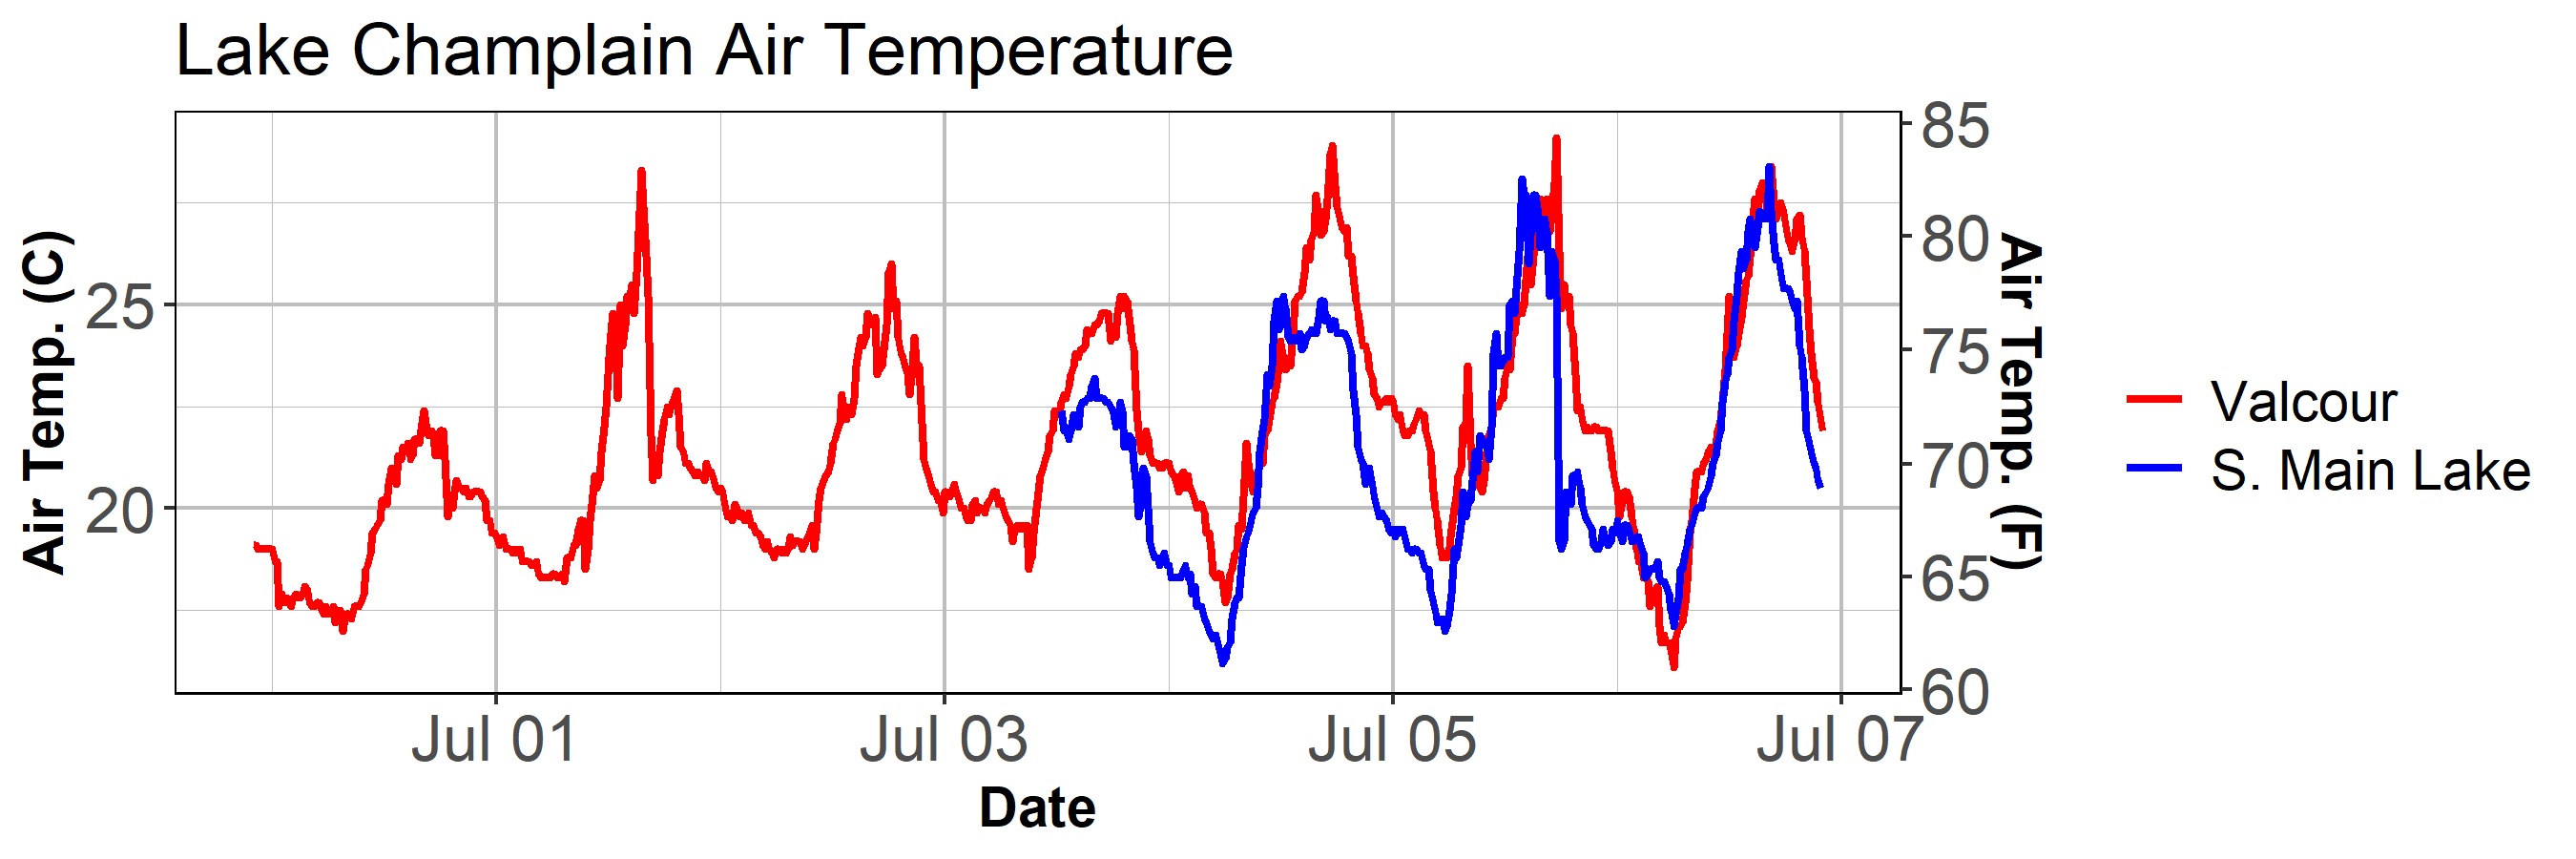 Lake Champlain Air Temperature
Air Temp. (C)
25
20
85
80
75
70
65
60
Air Temp. (F)
Jul 01
Jul 03
Jul 05
Jul 07
Date
Valcour
S. Main Lake